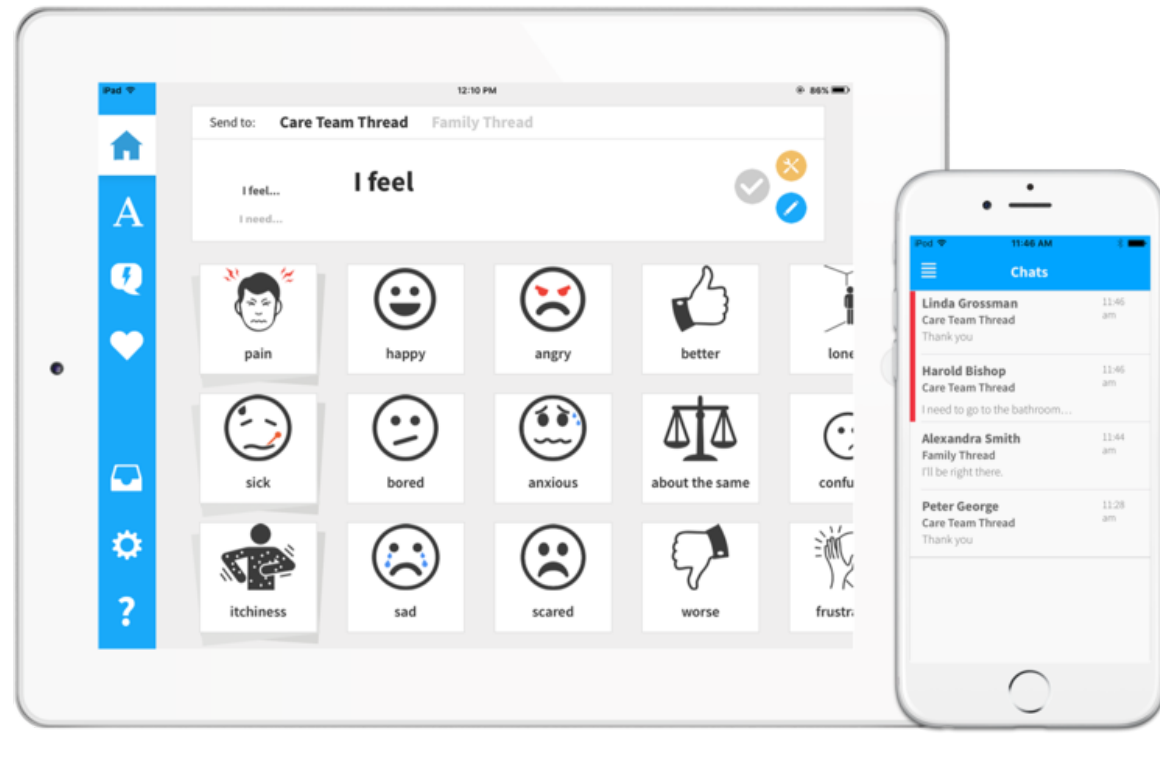 iPad 12:10 PM 86%
Send to: Care Team Thread Family Thread
I feel... I feel
I need...
A
pain happy angry better lone
sick bored anxious about the same confu
itchiness sad scared worse frustr
?
iPod 11:46 AM
Chats
Linda Grossman 11:46
Care Team Thread am
Thank you
Harold Bishop 11:46
Care Team Thread am
I need to go to the bathroom...
Alexandra Smith 11:44
Family Thread am
I'll be right there.
Peter George 11:28
Care Team Thread am
Thank you